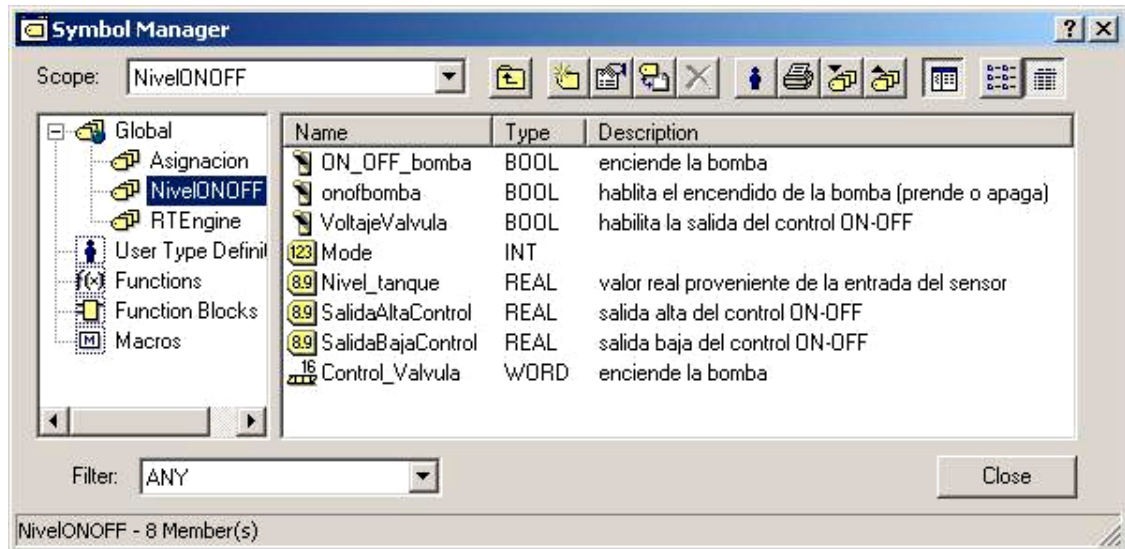 Symbol Manager
Scope: NivelONOFF
Global
Asignacion
NivelONOFF
RTEngine
User Type Definit
f(x) Functions
Function Blocks
M Macros
Name Type Description
ON_OFF_bomba BOOL enciende la bomba
onofbomba BOOL hablita el encendido de la bomba (prende o apaga)
VoltajeValvula BOOL habilita la salida del control ON-OFF
123 Mode INT
8.9 Nivel_tanque REAL valor real proveniente de la entrada del sensor
8.9 SalidaAltaControl REAL salida alta del control ON-OFF
8.9 SalidaBajaControl REAL salida baja del control ON-OFF
16 Control_Valvula WORD enciende la bomba
Filter: ANY
Close
NivelONOFF - 8 Member(s)